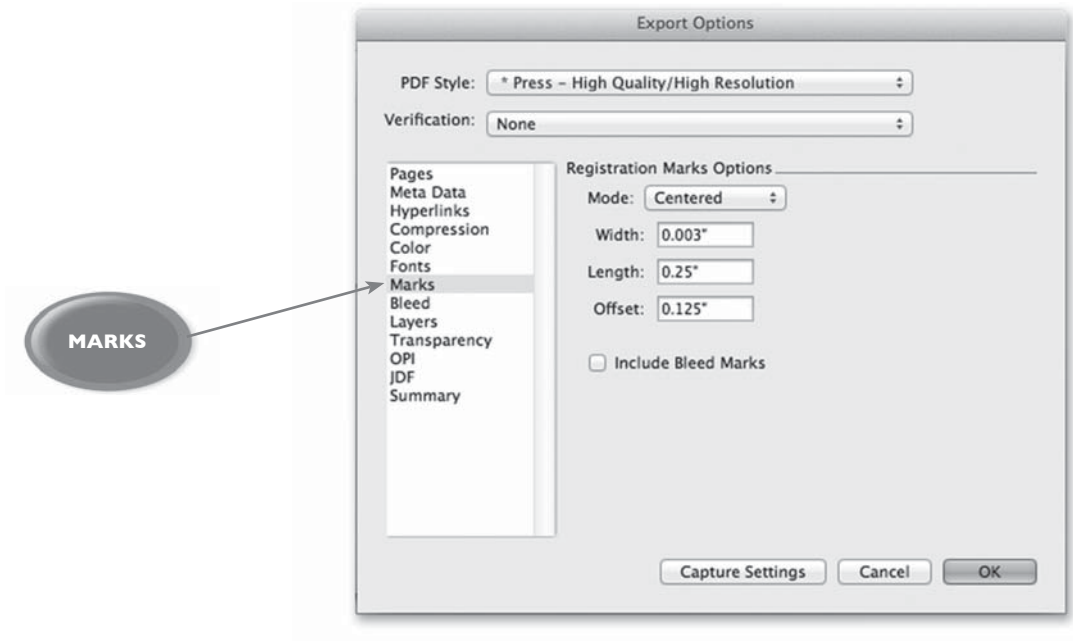 Export Options
PDF Style: * Press – High Quality/High Resolution
Verification: None
Pages
Meta Data
Hyperlinks
Compression
Color
Fonts
Marks
Bleed
Layers
Transparency
OPI
JDF
Summary
Registration Marks Options
Mode: Centered
Width: 0.003"
Length: 0.25"
Offset: 0.125"
Include Bleed Marks
MARKS
Capture Settings
Cancel
OK